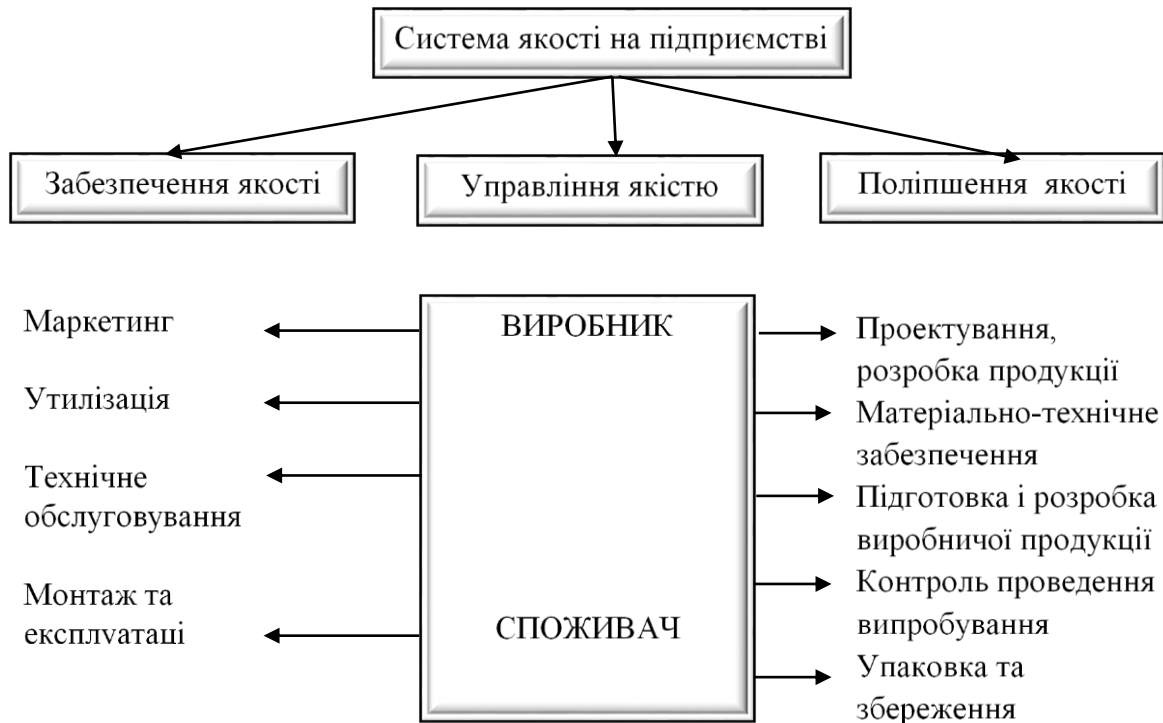 Система якості на підприємстві
Забезпечення якості
Управління якістю
Поліпшення якості
Маркетинг
Утилізація
Технічне
обслуговування
Монтаж та
експлуатаці
ВИРОБНИК
СПОЖИВАЧ
Проектування,
розробка продукції
Матеріально-технічне
забезпечення
Підготовка і розробка
виробничої продукції
Контроль проведення
випробування
Упаковка та
збереження